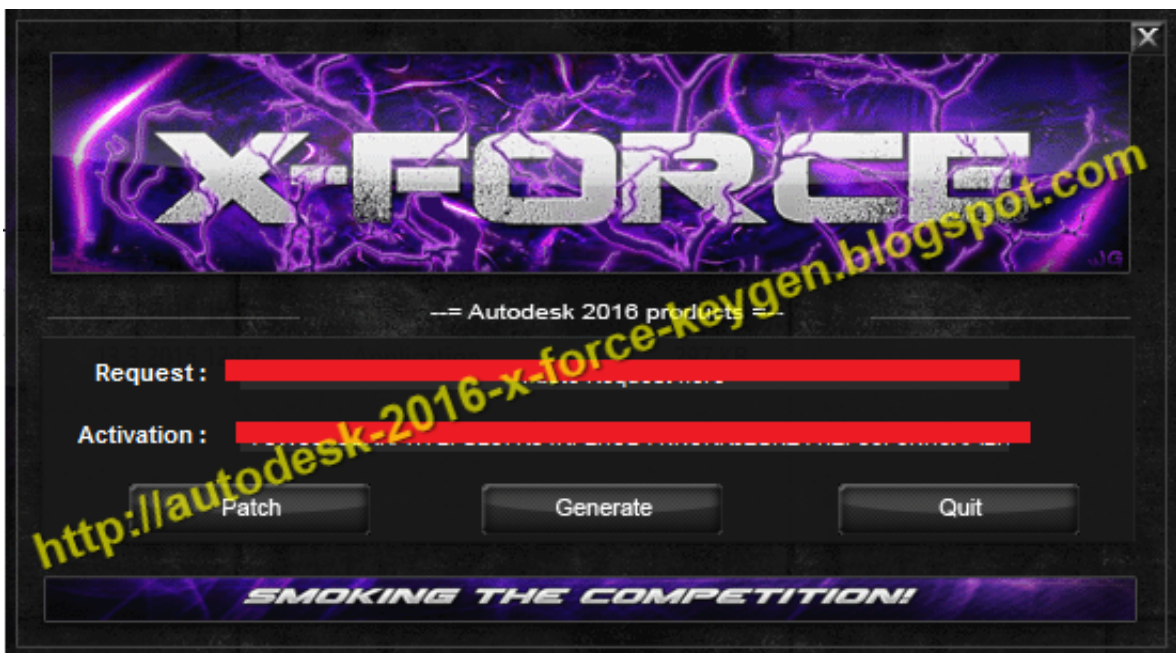 X
X-FORCE
JG
--= Autodesk 2016 products =--
http://autodesk-2016-x-force-keygen.blogspot.com
Request :
Activation :
Patch
Generate
Quit
SMOKING THE COMPETITION!